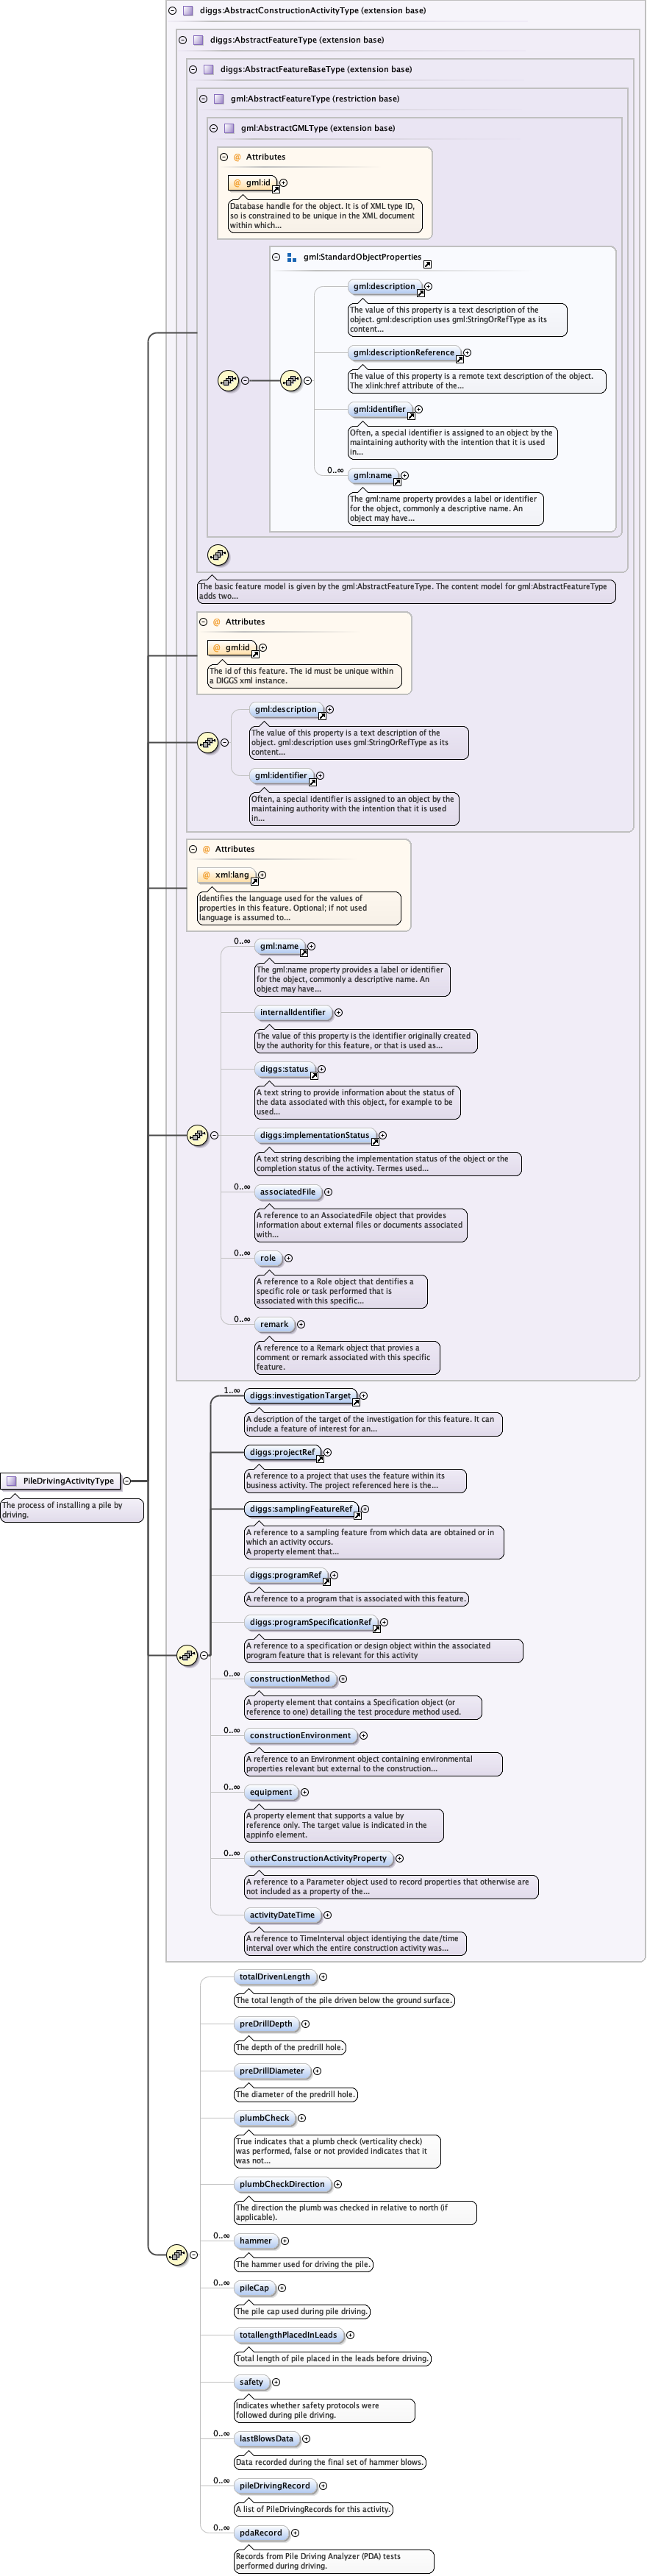 diggs:AbstractConstructionActivityType (extension base)
diggs:AbstractFeatureType (extension base)
diggs:AbstractFeatureBaseType (extension base)
gml:AbstractFeatureType (restriction base)
gml:AbstractGMLType (extension base)
@ Attributes
@ gml:id
Database handle for the object. It is of XML type ID,
so is constrained to be unique in the XML document
within which...
gml:StandardObjectProperties
gml:description
The value of this property is a text description of the
object. gml:description uses gml:StringOrRefType as its
content...
gml:descriptionReference
The value of this property is a remote text description of the object.
The xlink:href attribute of the...
gml:identifier
Often, a special identifier is assigned to an object by the
maintaining authority with the intention that it is used
in...
0..∞
gml:name
The gml:name property provides a label or identifier
for the object, commonly a descriptive name. An
object may have...
The basic feature model is given by the gml:AbstractFeatureType. The content model for gml:AbstractFeatureType
adds two...
@ Attributes
@ gml:id
The id of this feature. The id must be unique within
a DIGGS xml instance.
gml:description
The value of this property is a text description of the
object. gml:description uses gml:StringOrRefType as its
content...
gml:identifier
Often, a special identifier is assigned to an object by the
maintaining authority with the intention that it is used
in...
@ Attributes
@ xml:lang
Identifies the language used for the values of
properties in this feature. Optional; if not used
language is assumed to...
0..∞
gml:name
The gml:name property provides a label or identifier
for the object, commonly a descriptive name. An
object may have...
internalIdentifier
The value of this property is the identifier originally created
by the authority for this feature, or that is used as...
diggs:status
A text string to provide information about the status of
the data associated with this object, for example to be
used...
diggs:implementationStatus
A text string describing the implementation status of the object or the
completion status of the activity. Termes used...
0..∞
associatedFile
A reference to an AssociatedFile object that provides
information about external files or documents associated
with...
0..∞
role
A reference to a Role object that dentifies a
specific role or task performed that is
associated with this specific...
0..∞
remark
A reference to a Remark object that provies a
comment or remark associated with this specific
feature.
1..∞
diggs:investigationTarget
A description of the target of the investigation for this feature. It can
include a feature of interest for an...
diggs:projectRef
A reference to a project that uses the feature within its
business activity. The project referenced here is the...
PileDrivingActivityType
The process of installing a pile by
driving.
diggs:samplingFeatureRef
A reference to a sampling feature from which data are obtained or in
which an activity occurs.
A property element that...
diggs:programRef
A reference to a program that is associated with this feature.
diggs:programSpecificationRef
A reference to a specification or design object within the associated
program feature that is relevant for this activity
0..∞
constructionMethod
A property element that contains a Specification object (or
reference to one) detailing the test procedure method used.
0..∞
constructionEnvironment
A reference to an Environment object containing environmental
properties relevant but external to the construction...
0..∞
equipment
A property element that supports a value by
reference only. The target value is indicated in the
appinfo element.
0..∞
otherConstructionActivityProperty
A reference to a Parameter object used to record properties that otherwise are
not included as a property of the...
activityDateTime
A reference to TimeInterval object identiying the date/time
interval over which the entire construction activity was...
totalDrivenLength
The total length of the pile driven below the ground surface.
preDrillDepth
The depth of the predrill hole.
preDrillDiameter
The diameter of the predrill hole.
plumbCheck
True indicates that a plumb check (verticality check)
was performed, false or not provided indicates that it
was not...
plumbCheckDirection
The direction the plumb was checked in relative to north (if
applicable).
0..∞
hammer
The hammer used for driving the pile.
0..∞
pileCap
The pile cap used during pile driving.
totallengthPlacedInLeads
Total length of pile placed in the leads before driving.
safety
Indicates whether safety protocols were
followed during pile driving.
0..∞
lastBlowsData
Data recorded during the final set of hammer blows.
0..∞
pileDrivingRecord
A list of PileDrivingRecords for this activity.
0..∞
pdaRecord
Records from Pile Driving Analyzer (PDA) tests
performed during driving.